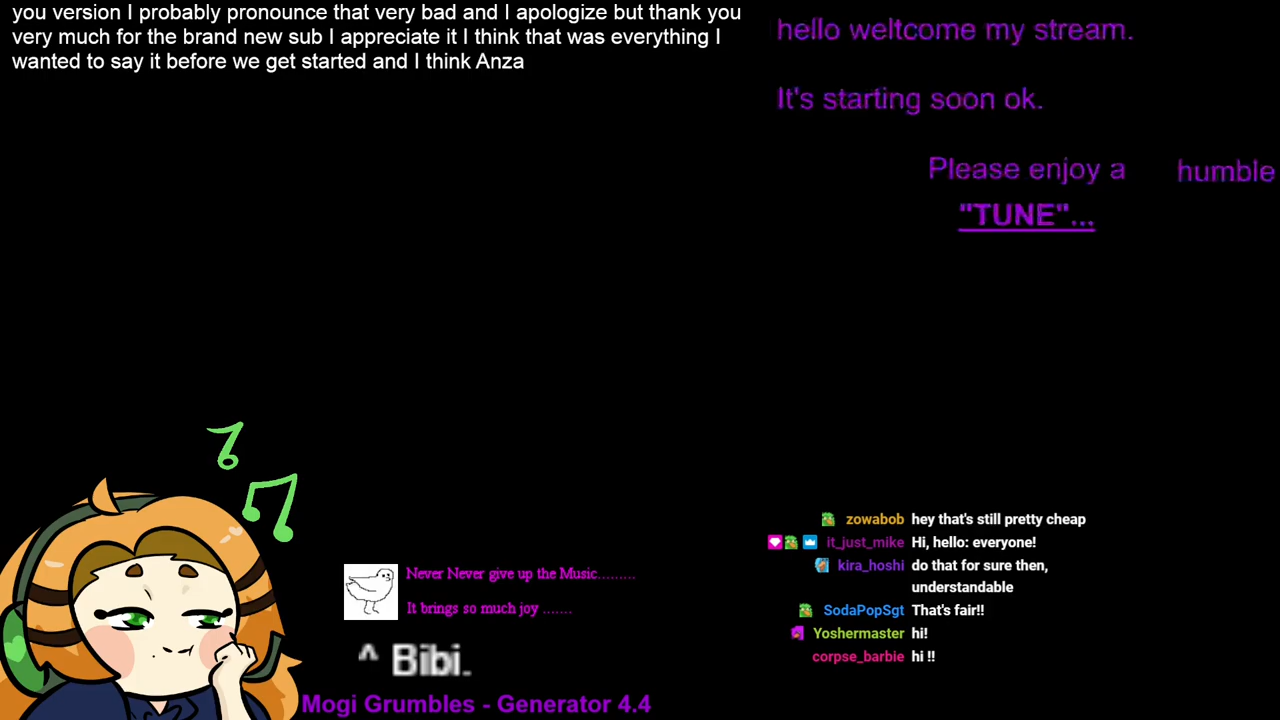 you version I probably pronounce that very bad and I apologize but thank you
very much for the brand new sub I appreciate it I think that was everything I
wanted to say it before we get started and I think Anza
hello weltcome my stream.
It's starting soon ok.
Please enjoy a humble
"TUNE"...
zowabob hey that's still pretty cheap
it_just_mike Hi, hello: everyone!
kira_hoshi do that for sure then,
understandable
SodaPopSgt That's fair!!
Yoshermaster hi!
corpse_barbie hi !!
Never Never give up the Music.........
It brings so much joy .......
^ Bibi.
Mogi Grumbles - Generator 4.4